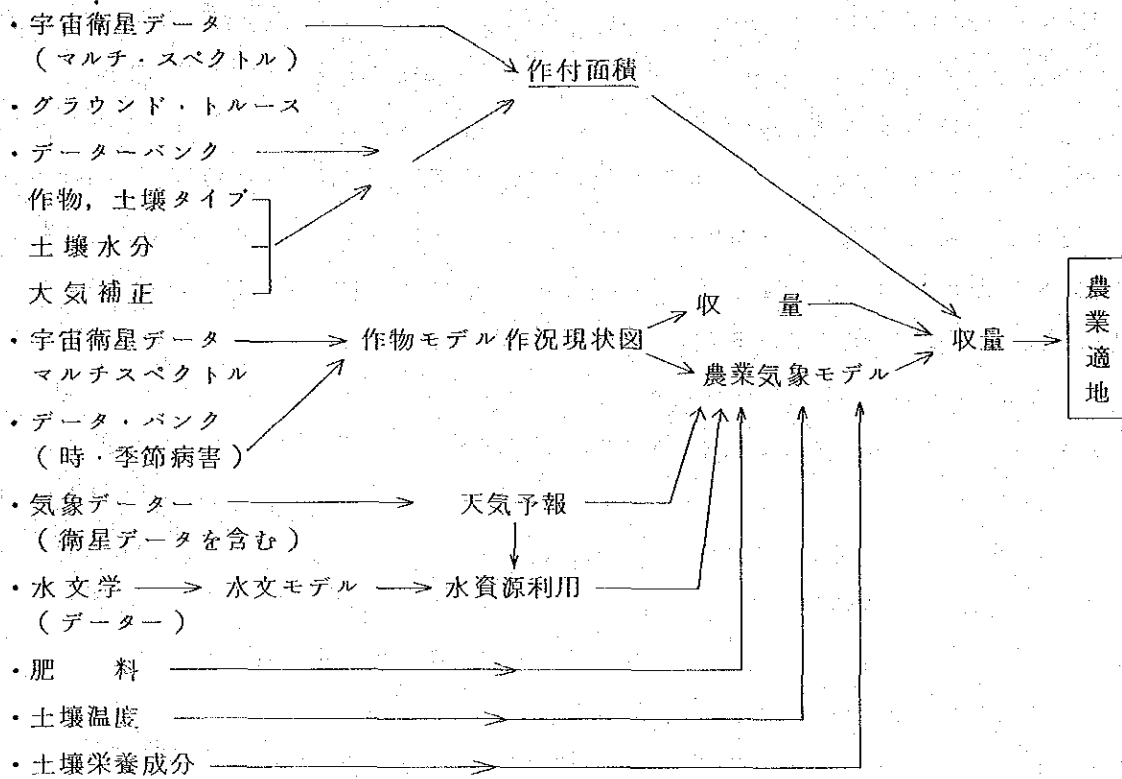 ・宇宙衛星データ
(マルチ・スペクトル)
作付面積
・グラウンド・トルース
・データーバンク
作物，土壌タイプ
土壌水分
大気補正
・宇宙衛星データ
マルチスペクトル
作物モデル作況現状図
収量
農業気象モデル
収量
農業適地
・データ・バンク
(時・季節病害)
・気象データー
(衛星データを含む)
天気予報
・水文学
(データー)
水文モデル
水資源利用
・肥料
・土壌温度
・土壌栄養成分